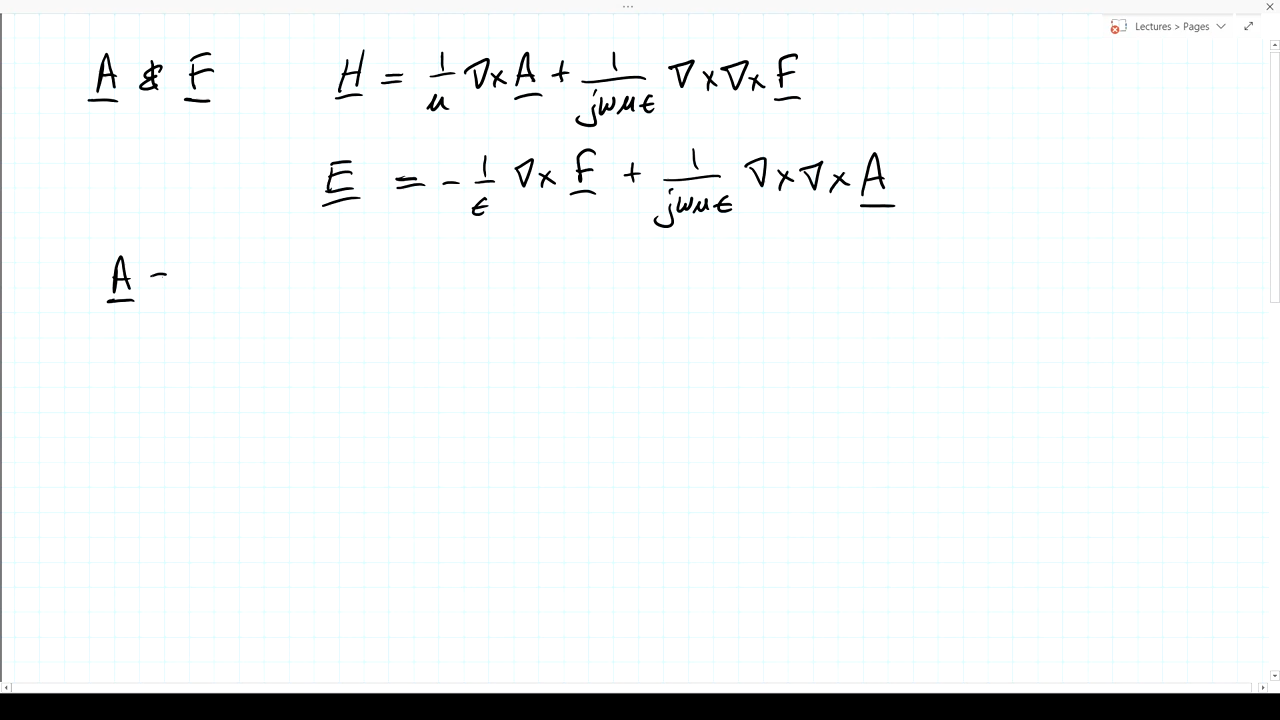 Lectures > Pages
A & F H = 1/μ ∇×A + 1/jωμϵ ∇×∇×F
E = - 1/ϵ ∇×F + 1/jωμϵ ∇×∇×A
A -